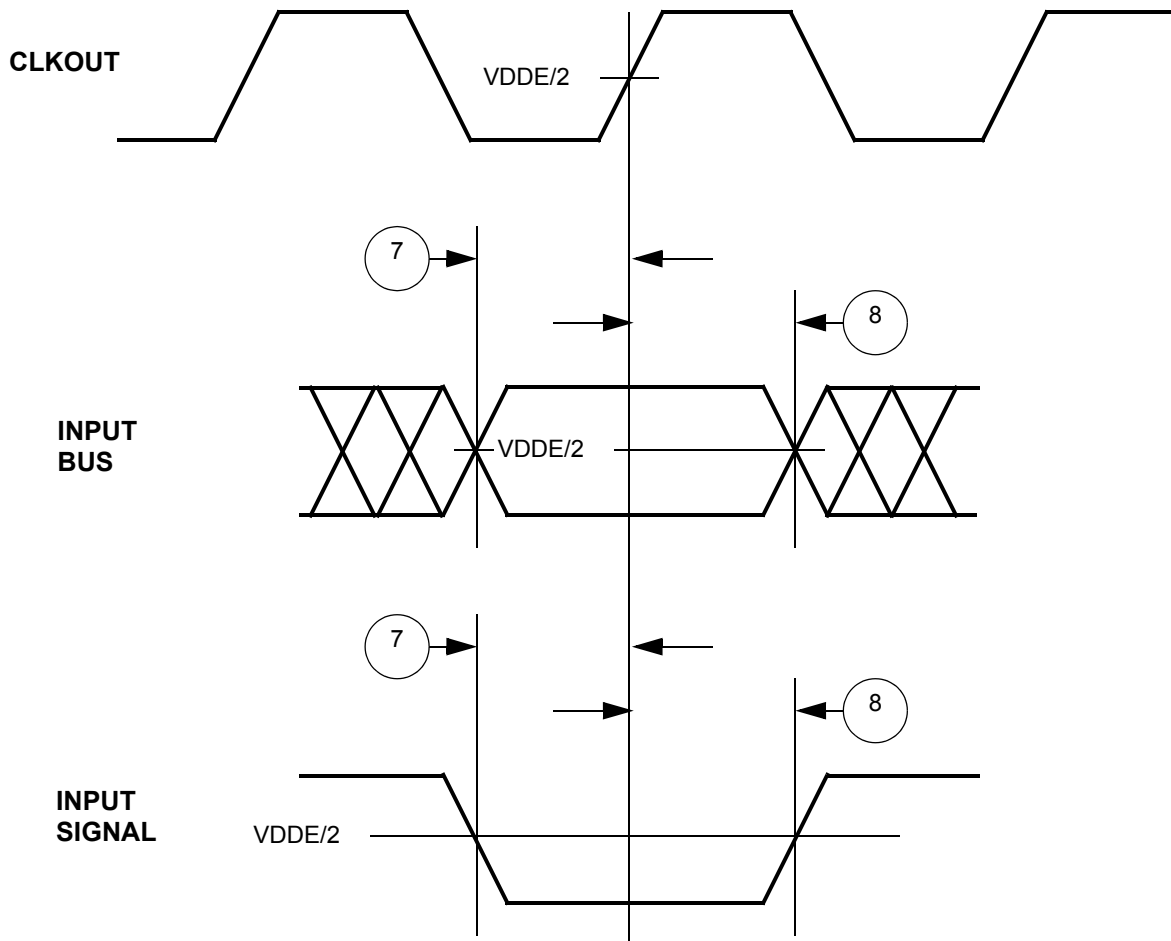 CLKOUT
VDDE/2
7
8
INPUT
BUS
VDDE/2
7
8
INPUT
SIGNAL
VDDE/2